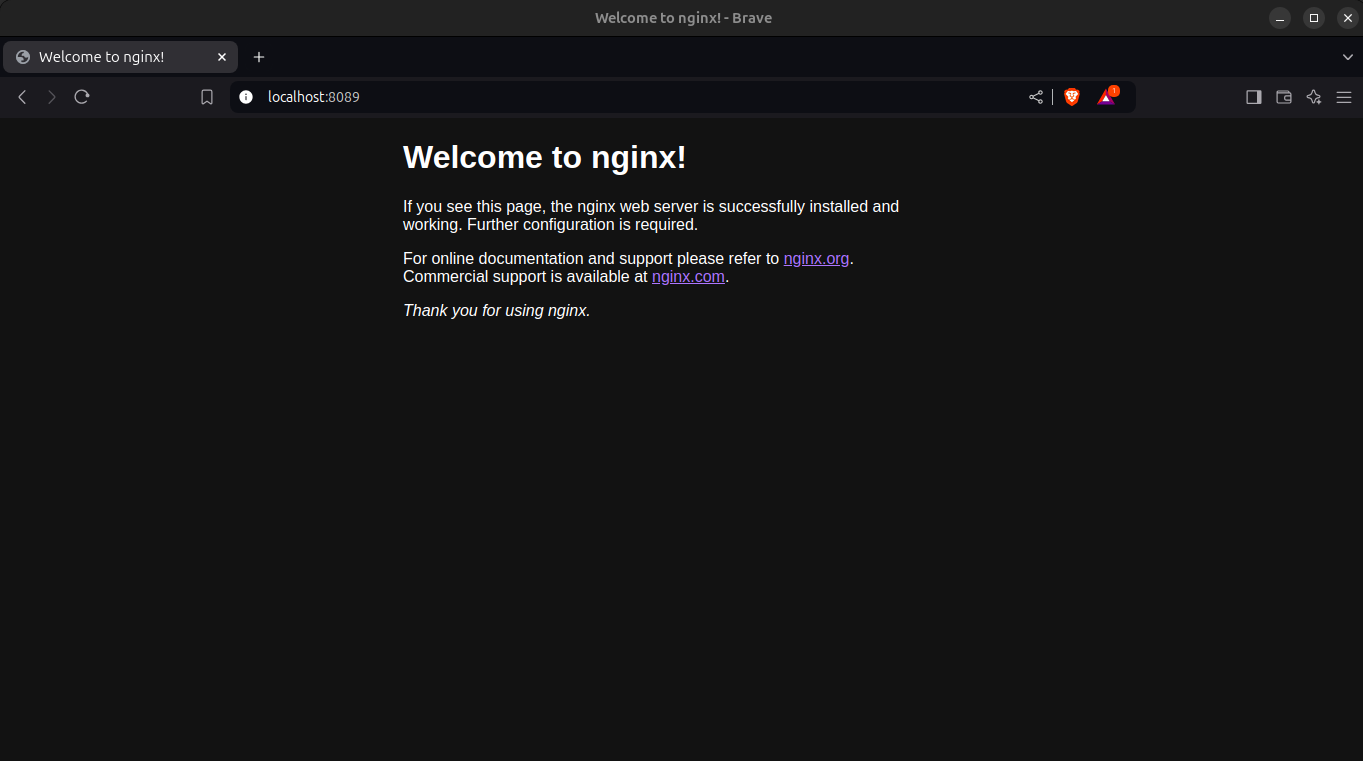 Welcome to nginx! - Brave
Welcome to nginx!
localhost:8089
1
Welcome to nginx!
If you see this page, the nginx web server is successfully installed and
working. Further configuration is required.
For online documentation and support please refer to nginx.org.
Commercial support is available at nginx.com.
Thank you for using nginx.